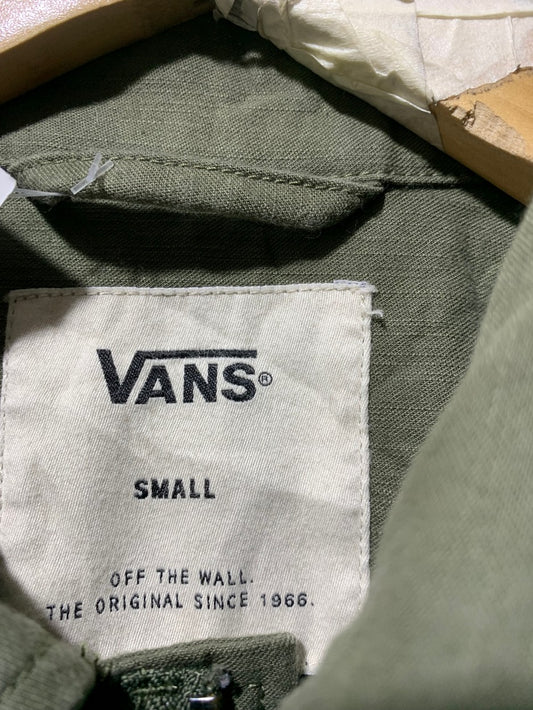 VANS®
SMALL
OFF THE WALL.
THE ORIGINAL SINCE 1966.